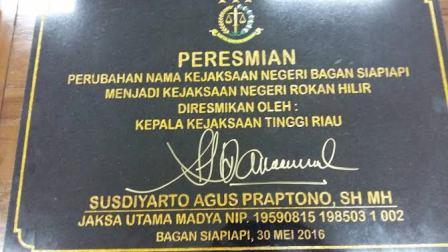 PERESMIAN
PERUBAHAN NAMA KEJAKSAAN NEGERI BAGAN SIAPIAPI
MENJADI KEJAKSAAN NEGERI ROKAN HILIR
DIRESMIKAN OLEH :
KEPALA KEJAKSAAN TINGGI RIAU
SUSDIYARTO AGUS PRAPTONO, SH MH
JAKSA UTAMA MADYA NIP. 19590815 198503 1 002
BAGAN SIAPIAPI, 30 MEI 2016